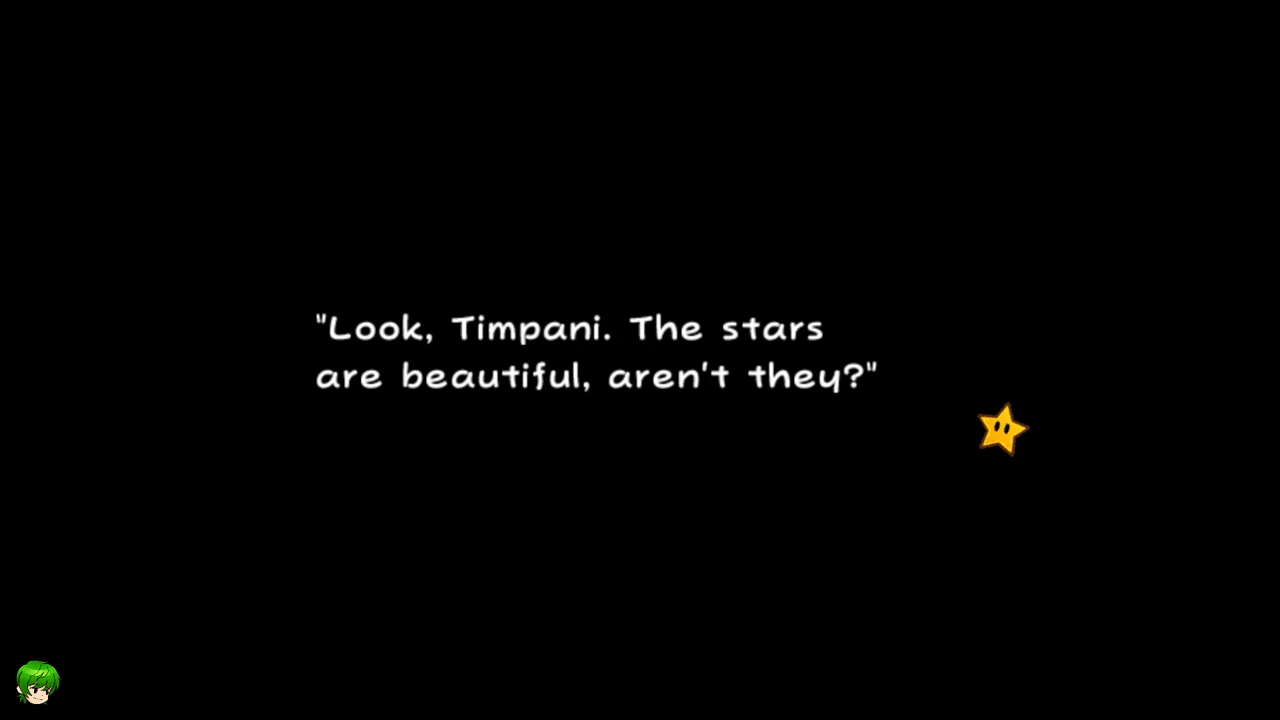 "Look, Timpani. The stars
are beautiful, aren't they?"